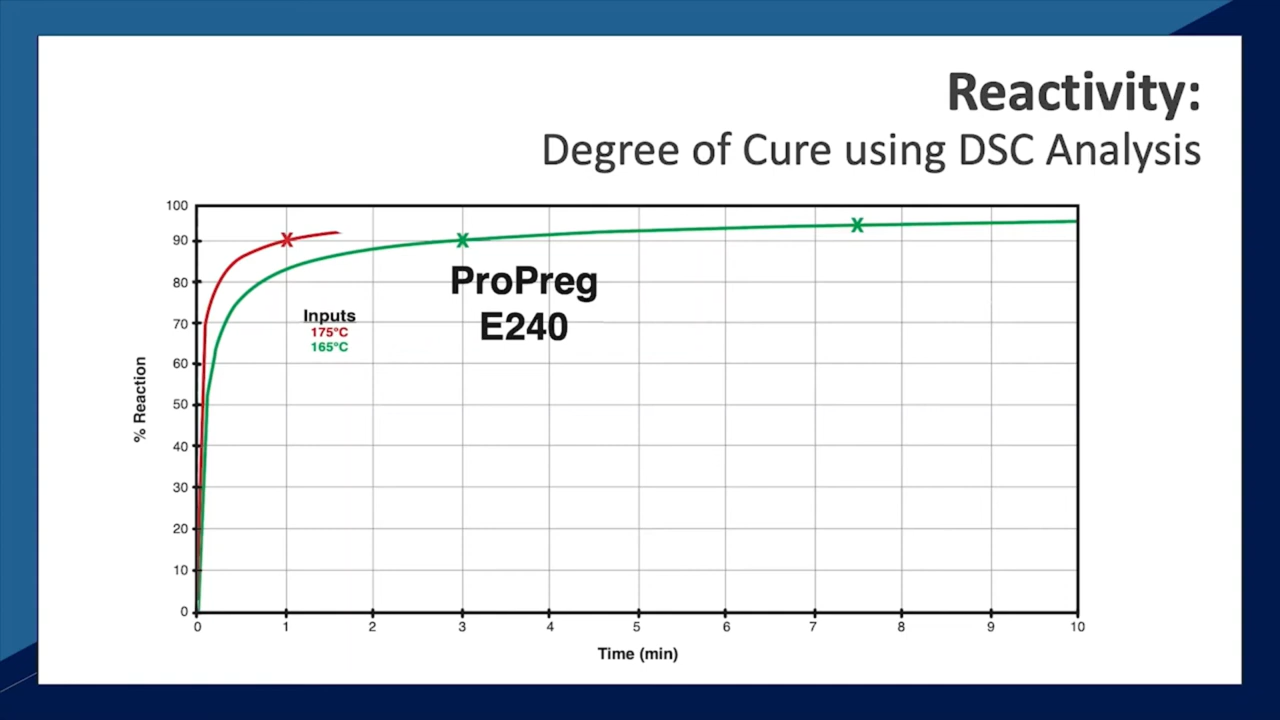 Reactivity:
Degree of Cure using DSC Analysis
100
90
80
70
60
50
40
30
20
10
0
% Reaction
ProPreg
E240
Inputs
175°C
165°C
0 1 2 3 4 5 6 7 8 9 10
Time (min)